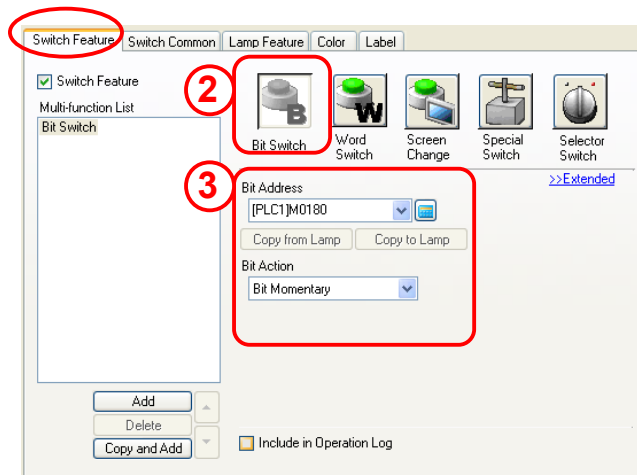 Switch Feature Switch Common Lamp Feature Color Label
Switch Feature
Multi-function List
Bit Switch
2
B
Bit Switch
W
Word
Switch
Screen
Change
Special
Switch
Selector
Switch
>>Extended
3
Bit Address
[PLC1]M0180
Copy from Lamp Copy to Lamp
Bit Action
Bit Momentary
Add
Delete
Copy and Add
Include in Operation Log